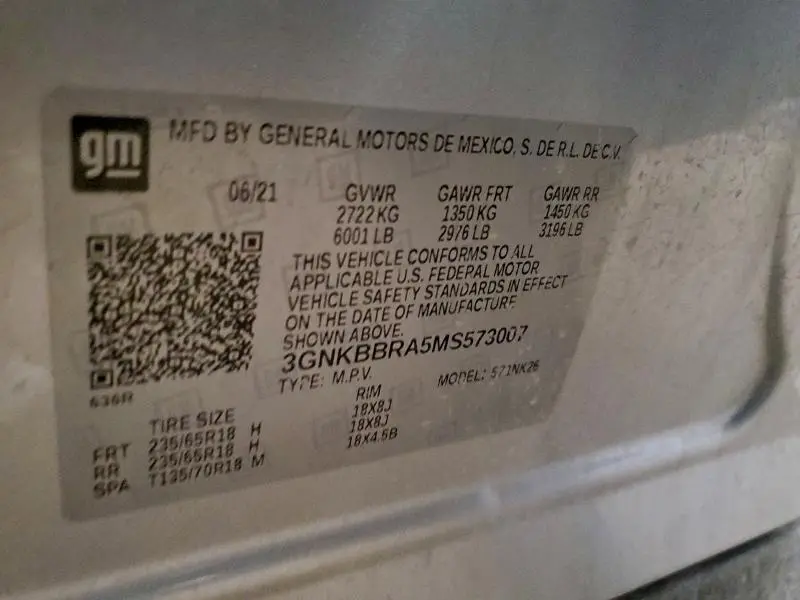 gm
MFD BY GENERAL MOTORS DE MEXICO, S. DE R.L. DE C.V.
06/21 GVWR GAWR FRT GAWR RR
2722 KG 1350 KG 1450 KG
6001 LB 2976 LB 3196 LB
THIS VEHICLE CONFORMS TO ALL
APPLICABLE U.S. FEDERAL MOTOR
VEHICLE SAFETY STANDARDS IN EFFECT
ON THE DATE OF MANUFACTURE
SHOWN ABOVE.
3GNKBBRA5MS573007
TYPE: M.P.V. MODEL: 571NK26
636R
TIRE SIZE RIM
FRT 235/65R18 H 18X8J
RR 235/65R18 H 18X8J
SPA T135/70R18 M 18X4.5B